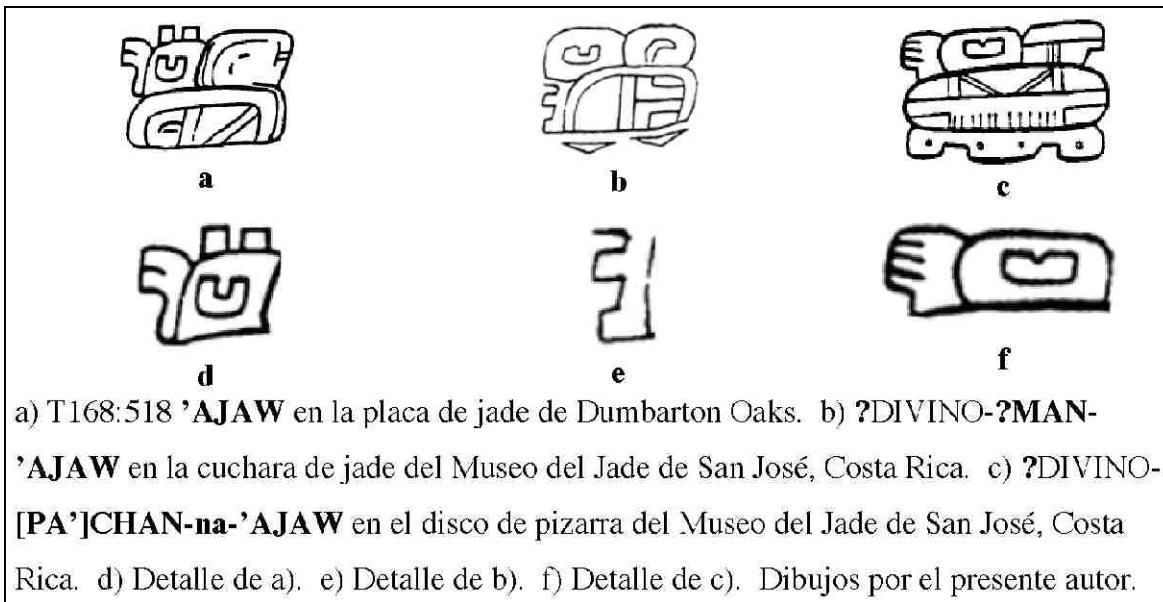 a
b
c
d
e
f
a) T168:518 ’AJAW en la placa de jade de Dumbarton Oaks.  b) ?DIVINO-?MAN-
’AJAW en la cuchara de jade del Museo del Jade de San José, Costa Rica.  c) ?DIVINO-
[PA’]CHAN-na-’AJAW en el disco de pizarra del Museo del Jade de San José, Costa
Rica.  d) Detalle de a).  e) Detalle de b).  f) Detalle de c).  Dibujos por el presente autor.